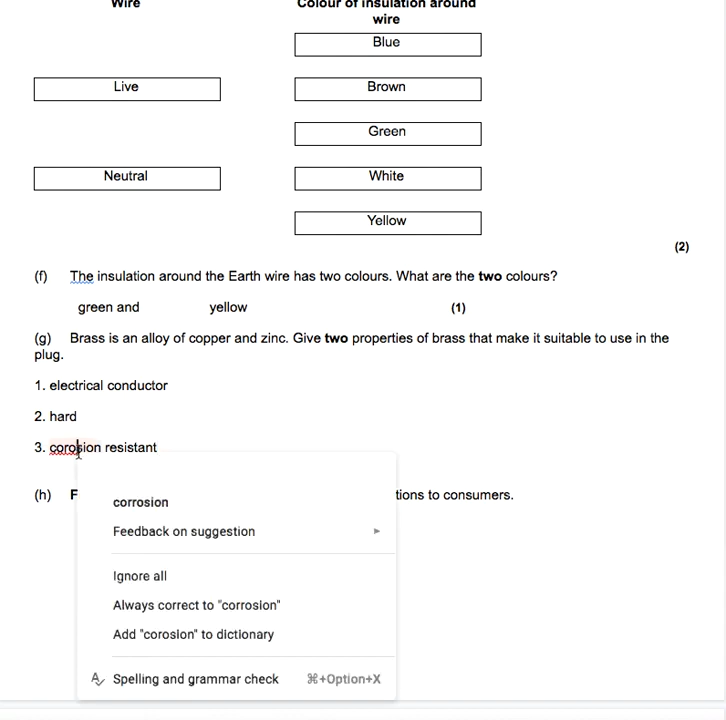 Wire
Colour of insulation around
wire
Blue
Live
Brown
Green
Neutral
White
Yellow
(2)
(f) The insulation around the Earth wire has two colours. What are the two colours?
green and yellow (1)
(g) Brass is an alloy of copper and zinc. Give two properties of brass that make it suitable to use in the
plug.
1. electrical conductor
2. hard
3. corosion resistant
(h) F tions to consumers.
corrosion
Feedback on suggestion
Ignore all
Always correct to "corrosion"
Add "corosion" to dictionary
Spelling and grammar check ⌘+Option+X